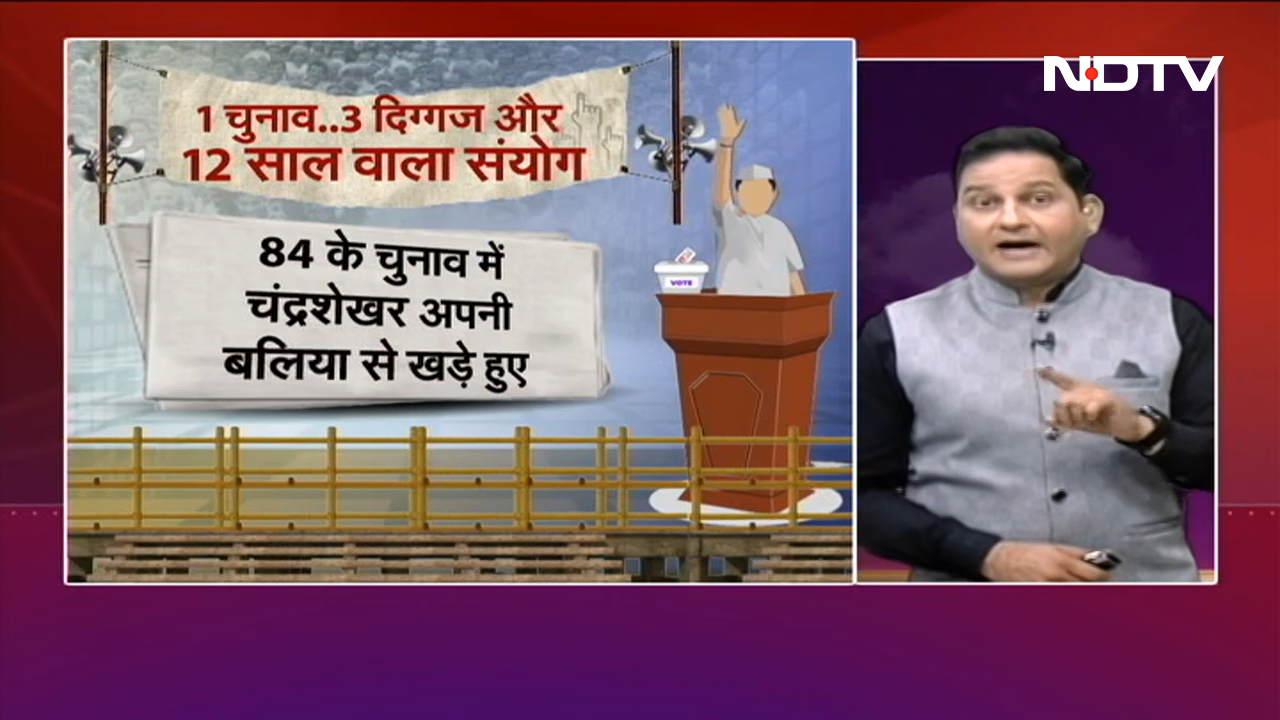 NDTV
1 चुनाव..3 दिग्गज और
12 साल वाला संयोग
84 के चुनाव में
चंद्रशेखर अपनी
बलिया से खड़े हुए
VOTE